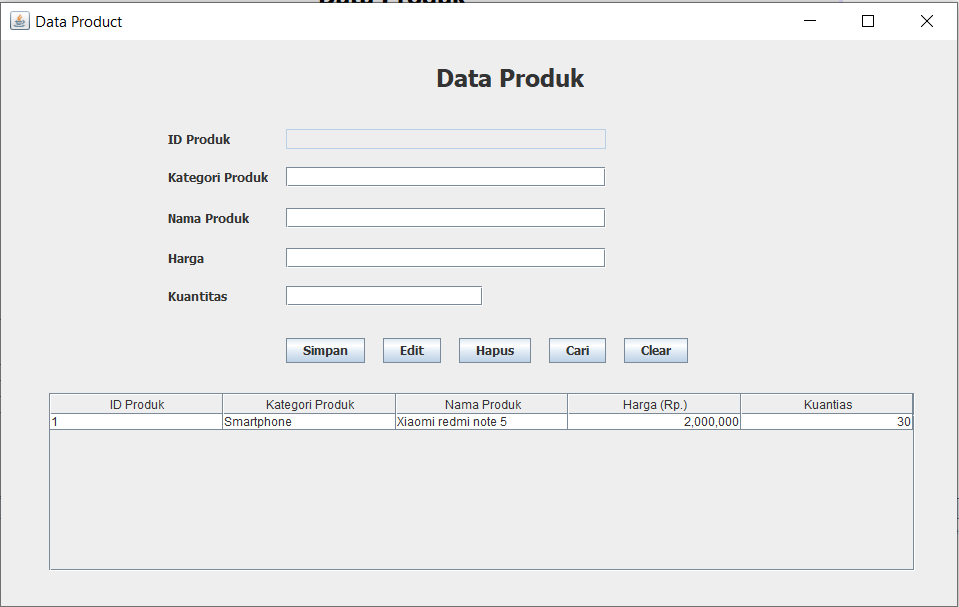 Data Product
Data Produk
ID Produk
Kategori Produk
Nama Produk
Harga
Kuantitas
Simpan Edit Hapus Cari Clear
ID Produk Kategori Produk Nama Produk Harga (Rp.) Kuantias
1 Smartphone Xiaomi redmi note 5 2,000,000 30